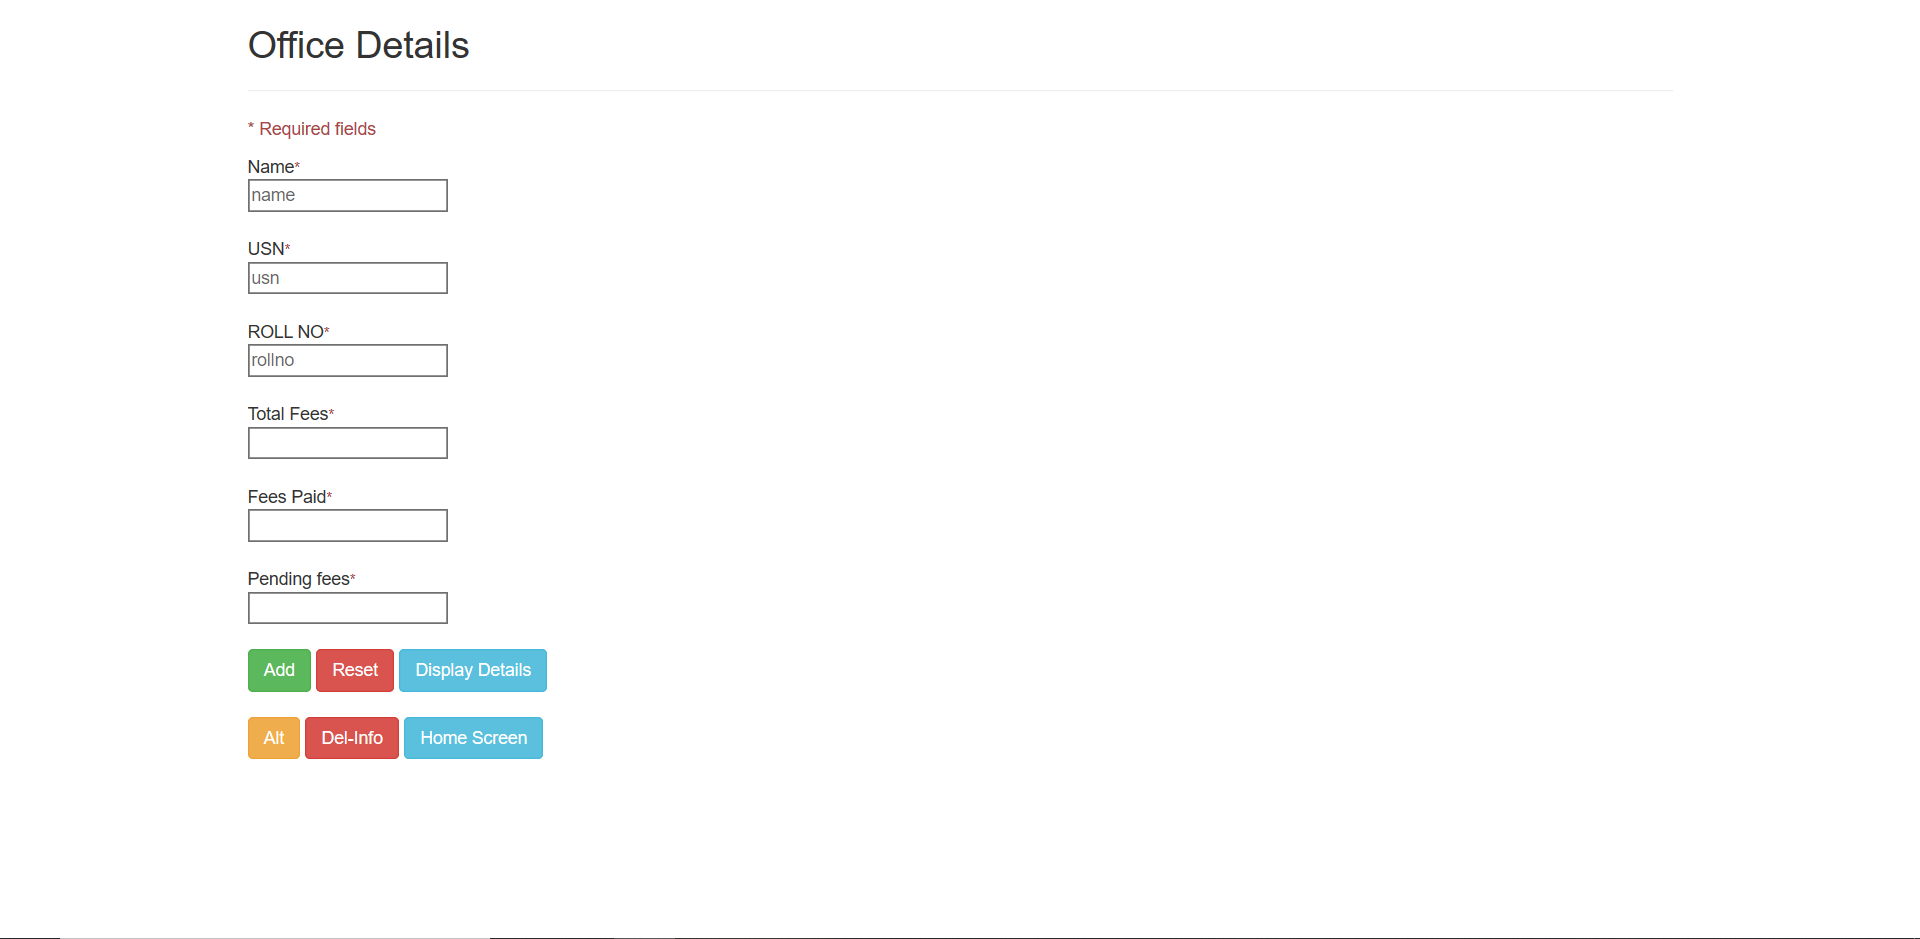 Office Details
* Required fields
Name*
name
USN*
usn
ROLL NO*
rollno
Total Fees*
Fees Paid*
Pending fees*
Add Reset Display Details
Alt Del-Info Home Screen